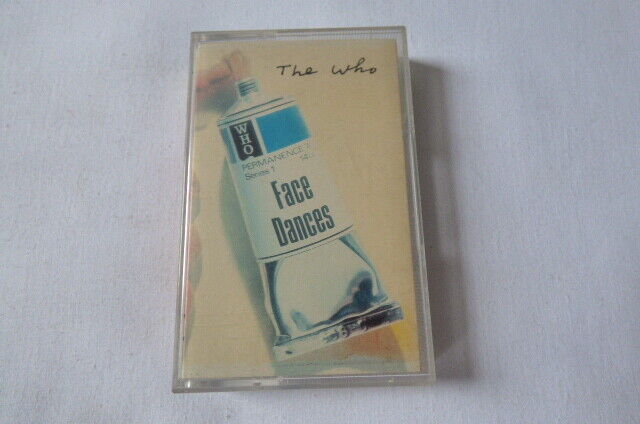 The Who
WHO
PERMANENCE
Series 1
Face
Dances